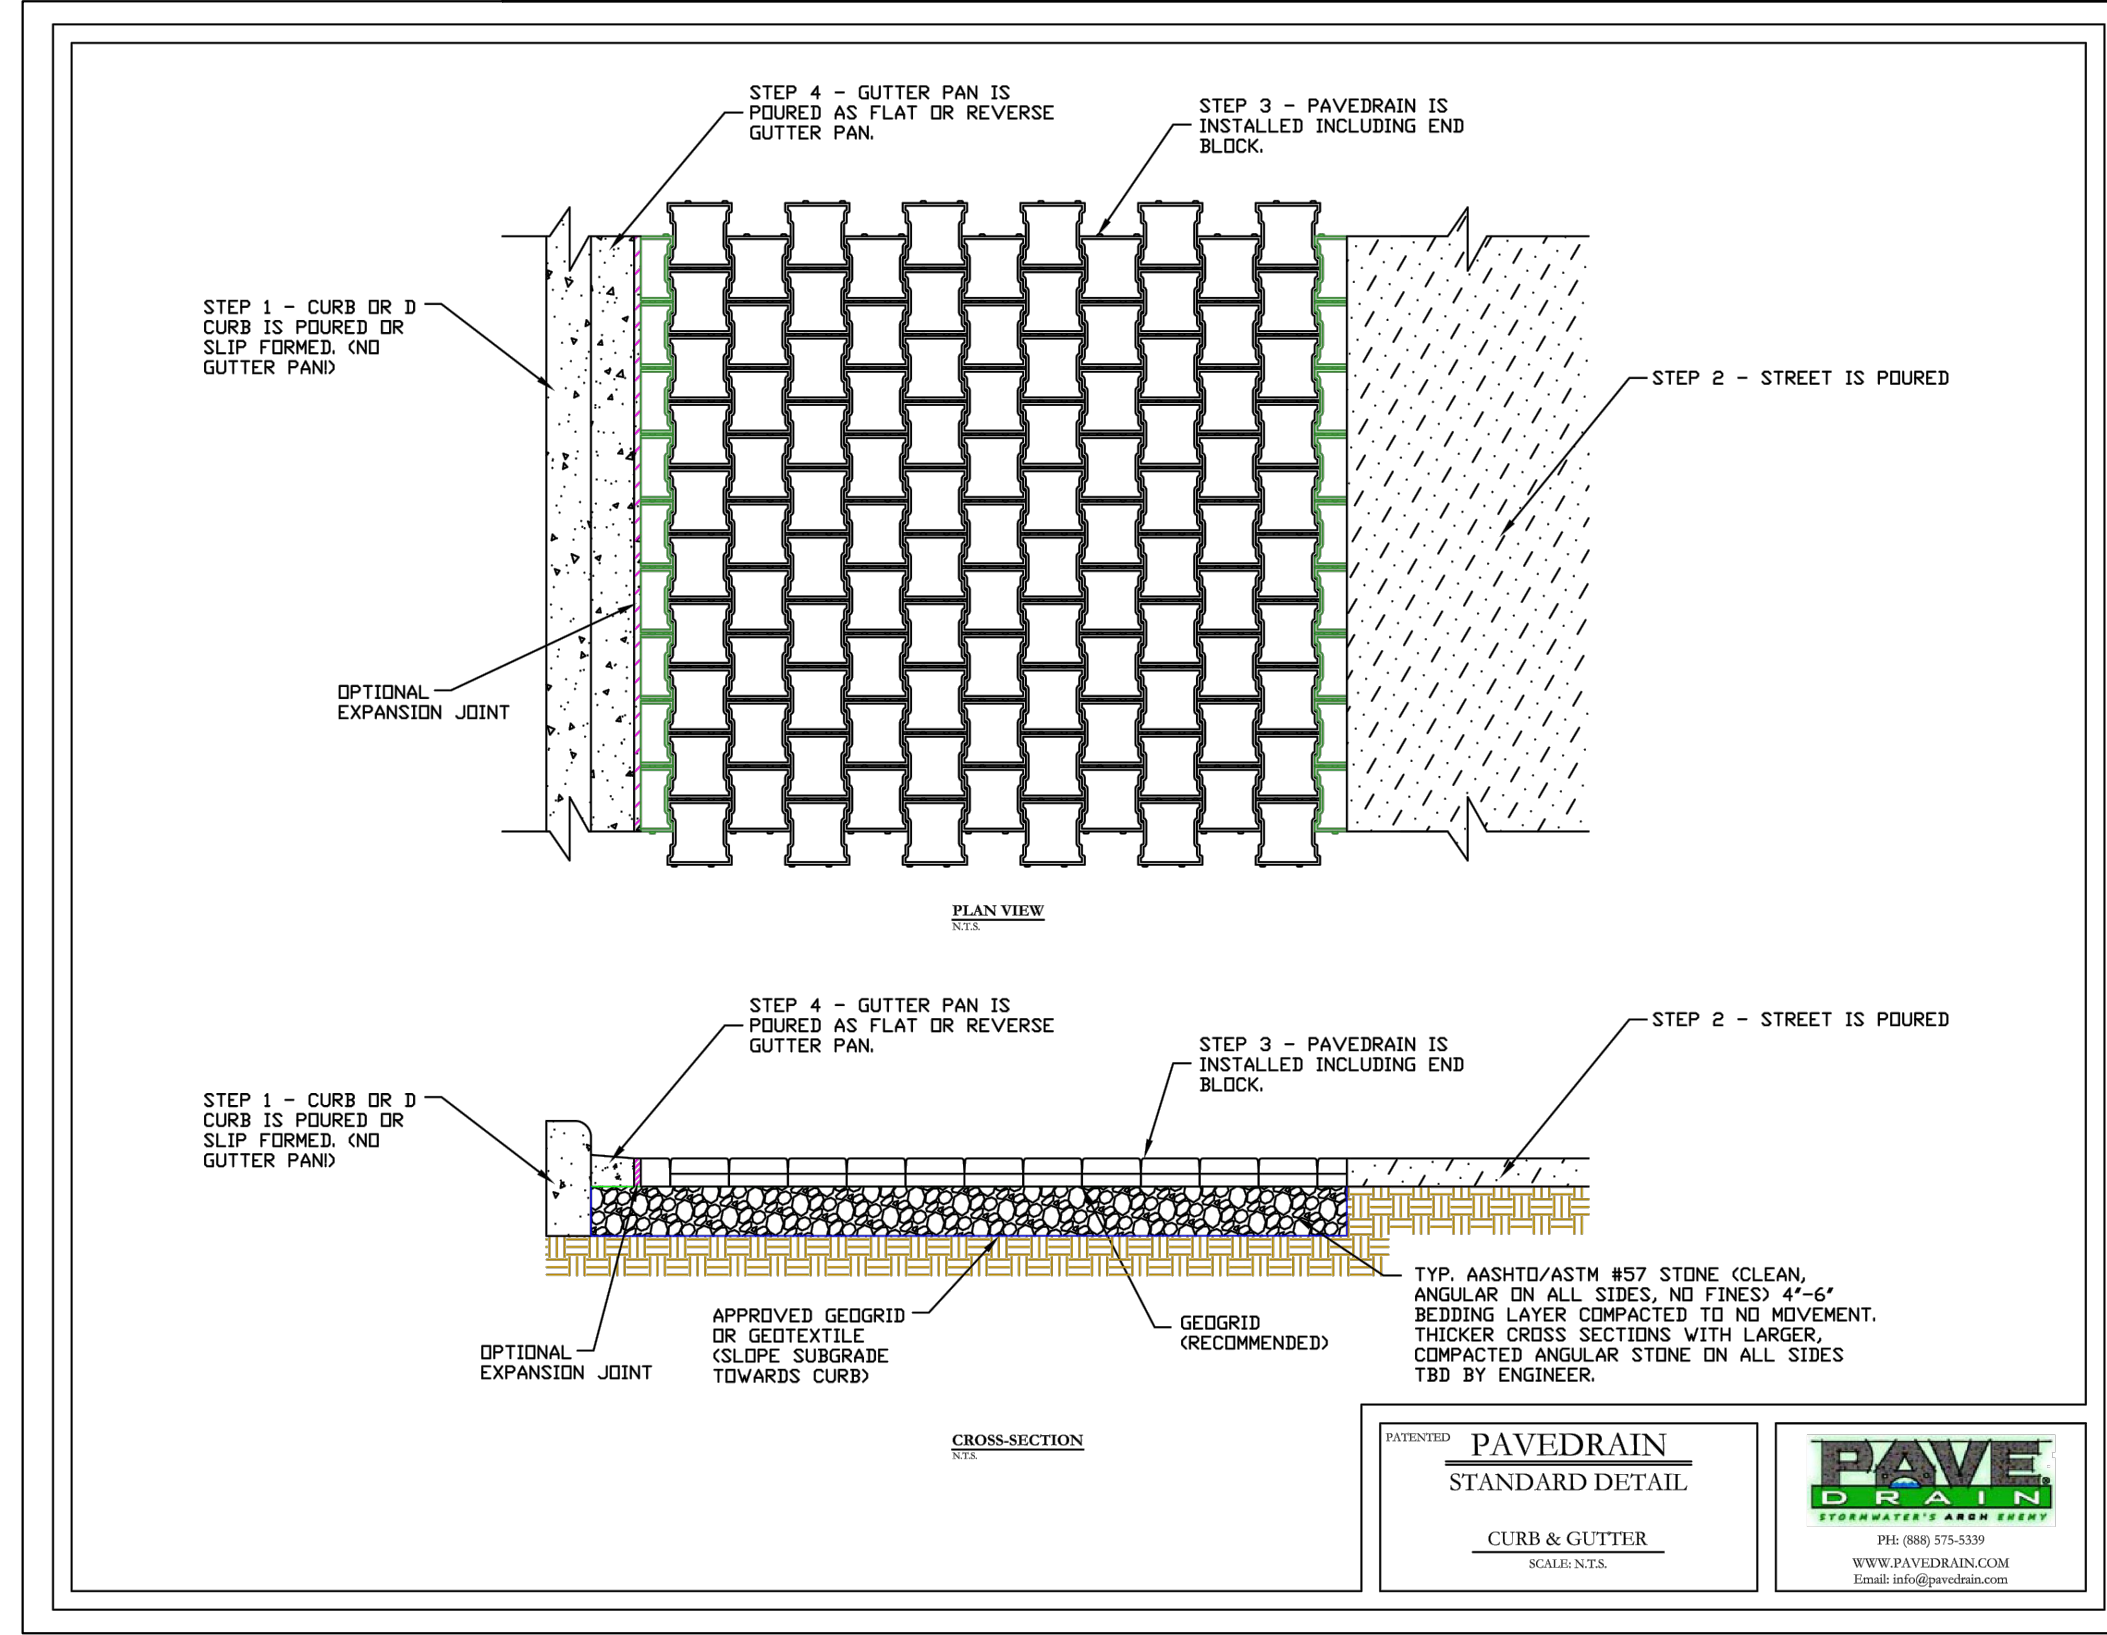 STEP 4 - GUTTER PAN IS
POURED AS FLAT OR REVERSE
GUTTER PAN.
STEP 3 - PAVEDRAIN IS
INSTALLED INCLUDING END
BLOCK.
STEP 1 - CURB OR D
CURB IS POURED OR
SLIP FORMED. (NO
GUTTER PAN!)
STEP 2 - STREET IS POURED
OPTIONAL
EXPANSION JOINT
PLAN VIEW
N.T.S.
STEP 4 - GUTTER PAN IS
POURED AS FLAT OR REVERSE
GUTTER PAN.
STEP 3 - PAVEDRAIN IS
INSTALLED INCLUDING END
BLOCK.
STEP 2 - STREET IS POURED
STEP 1 - CURB OR D
CURB IS POURED OR
SLIP FORMED. (NO
GUTTER PAN!)
OPTIONAL
EXPANSION JOINT
APPROVED GEOGRID
OR GEOTEXTILE
(SLOPE SUBGRADE
TOWARDS CURB)
GEOGRID
(RECOMMENDED)
TYP. AASHTO/ASTM #57 STONE (CLEAN,
ANGULAR ON ALL SIDES, NO FINES) 4"-6"
BEDDING LAYER COMPACTED TO NO MOVEMENT.
THICKER CROSS SECTIONS WITH LARGER,
COMPACTED ANGULAR STONE ON ALL SIDES
TBD BY ENGINEER.
CROSS-SECTION
N.T.S.
PATENTED
PAVEDRAIN
STANDARD DETAIL
CURB & GUTTER
SCALE: N.T.S.
PAVE®
DRAIN
STORMWATER'S ARCH ENEMY
PH: (888) 575-5339
WWW.PAVEDRAIN.COM
Email: info@pavedrain.com